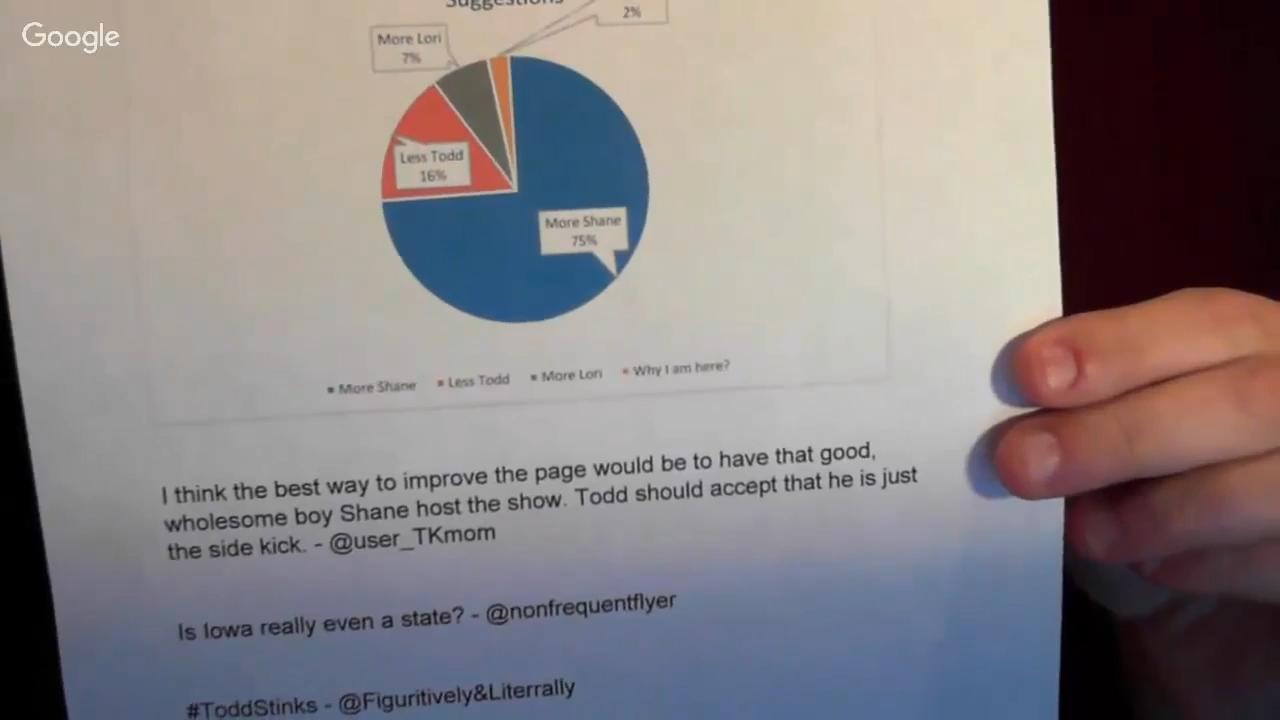 Google
Suggestions
2%
More Lori
7%
Less Todd
16%
More Shane
75%
More Shane Less Todd More Lori Why I am here?
I think the best way to improve the page would be to have that good,
wholesome boy Shane host the show. Todd should accept that he is just
the side kick. - @user_TKmom
Is Iowa really even a state? - @nonfrequentflyer
#ToddStinks - @Figuritively&Literrally